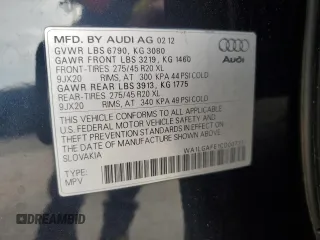 MFD. BY AUDI AG 02 12
GVWR LBS 6790, KG 3080
GAWR FRONT LBS 3219, KG 1460
FRONT-TIRES 275/45 R20 XL
9JX20 RIMS, AT 300 KPA 44 PSI COLD
GAWR REAR LBS 3913, KG 1775
REAR-TIRES 275/45 R20 XL
9JX20 RIMS, AT 340 KPA 49 PSI COLD
THIS VEHICLE CONFORMS TO ALL APPLICABLE
U.S. FEDERAL MOTOR VEHICLE SAFETY AND
THEFT PREVENTION STANDARDS IN EFFECT ON
THE DATE OF MANUFACTURE SHOWN ABOVE.
SLOVAKIA
TYPE:
MPV
Audi
DREAMBID